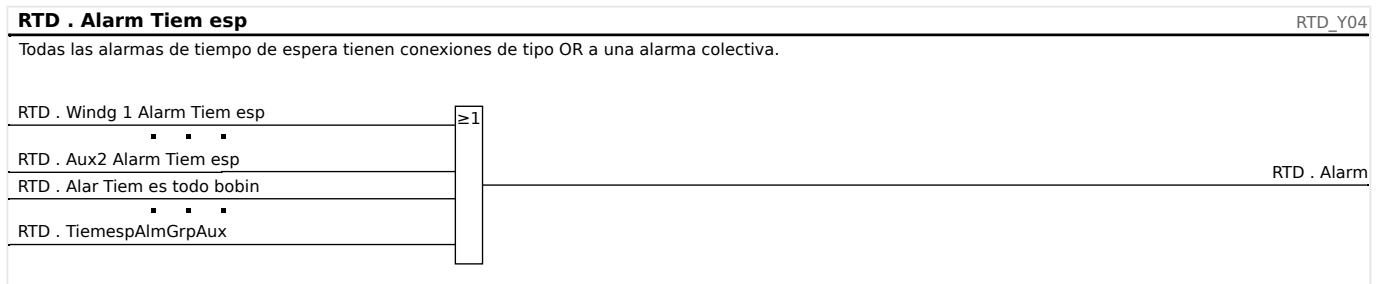 RTD . Alarm Tiem esp
RTD_Y04
Todas las alarmas de tiempo de espera tienen conexiones de tipo OR a una alarma colectiva.
RTD . Windg 1 Alarm Tiem esp
≥1
RTD . Aux2 Alarm Tiem esp
RTD . Alarm
RTD . Alar Tiem es todo bobin
RTD . TiemespAlmGrpAux